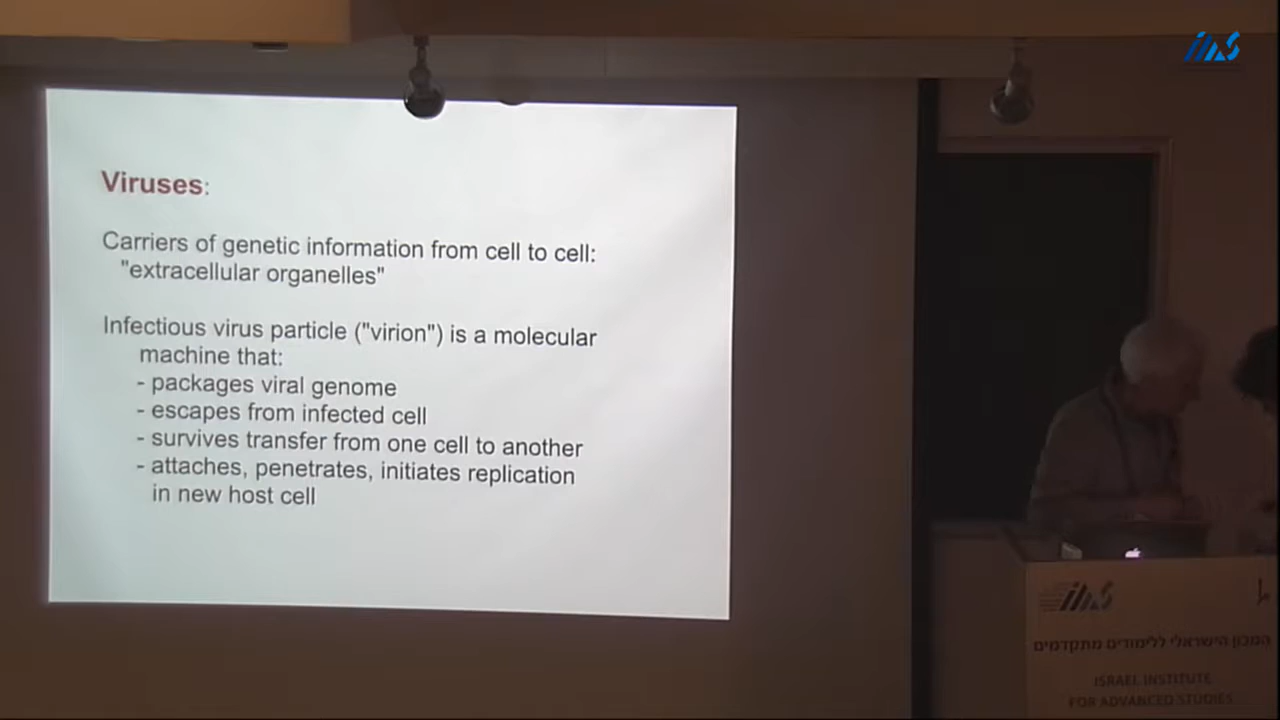 Viruses:
Carriers of genetic information from cell to cell:
"extracellular organelles"
Infectious virus particle ("virion") is a molecular
machine that:
- packages viral genome
- escapes from infected cell
- survives transfer from one cell to another
- attaches, penetrates, initiates replication
in new host cell
IIAS
IIAS
המכון הישראלי ללימודים מתקדמים
ISRAEL INSTITUTE
FOR ADVANCED STUDIES